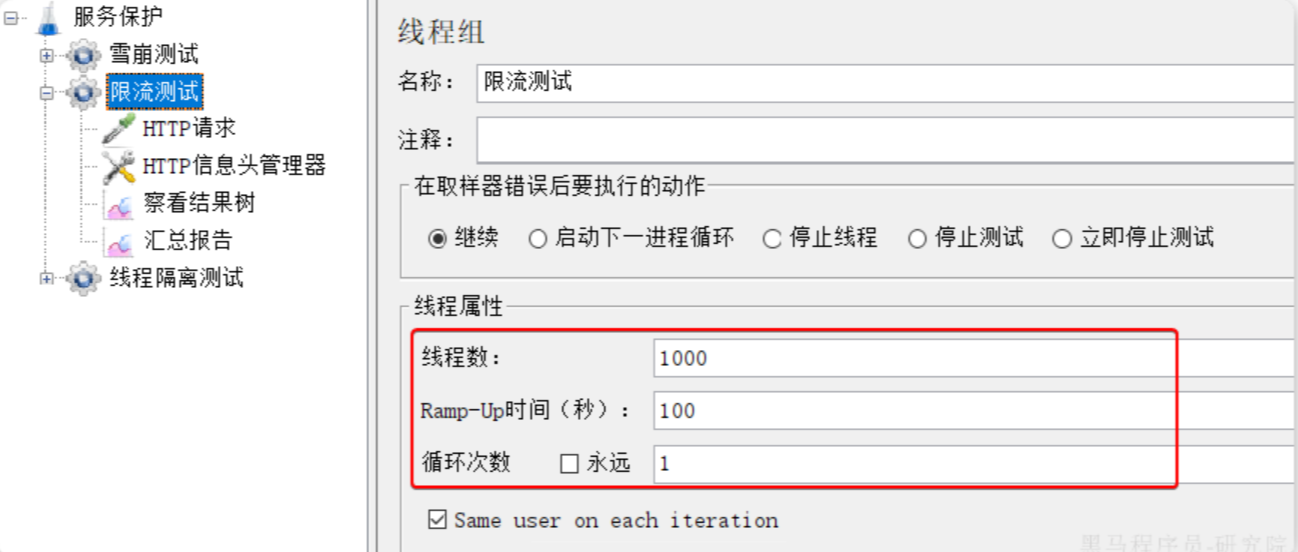 服务保护
雪崩测试
限流测试
HTTP请求
HTTP信息头管理器
察看结果树
汇总报告
线程隔离测试
线程组
名称： 限流测试
注释：
在取样器错误后要执行的动作
继续 启动下一进程循环 停止线程 停止测试 立即停止测试
线程属性
线程数： 1000
Ramp-Up时间（秒）： 100
循环次数 永远 1
Same user on each iteration
黑马程序员-研究院